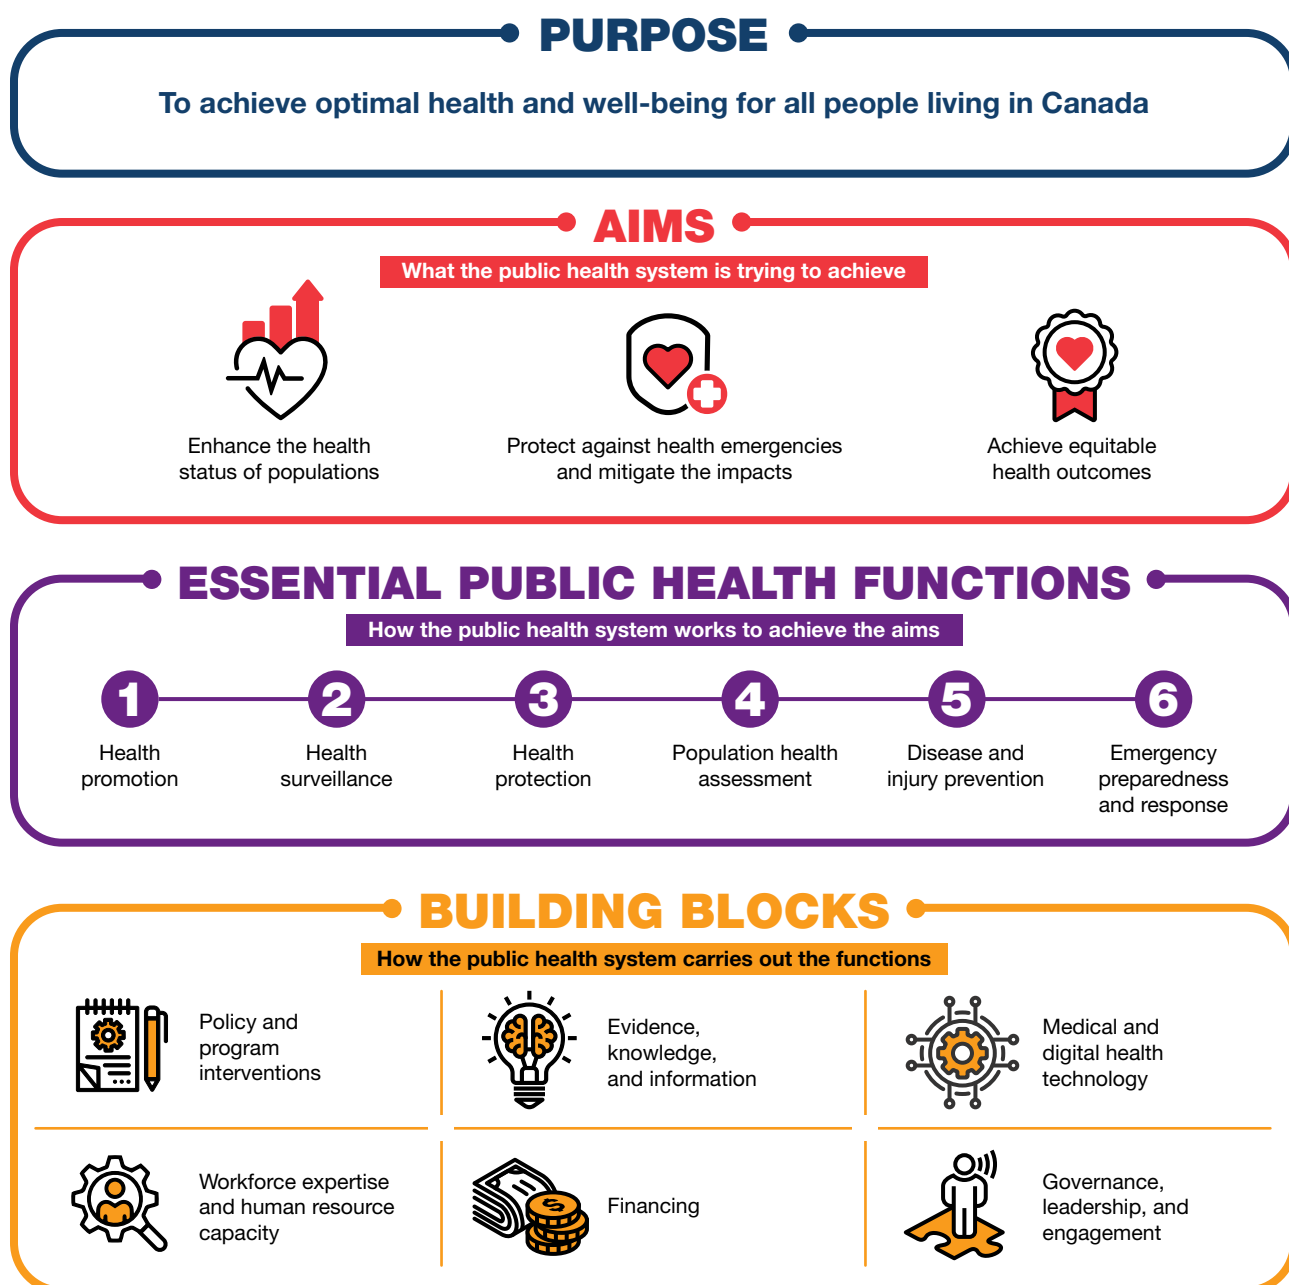 PURPOSE
To achieve optimal health and well-being for all people living in Canada
AIMS
What the public health system is trying to achieve
Enhance the health
status of populations
Protect against health emergencies
and mitigate the impacts
Achieve equitable
health outcomes
ESSENTIAL PUBLIC HEALTH FUNCTIONS
How the public health system works to achieve the aims
1
Health
promotion
2
Health
surveillance
3
Health
protection
4
Population health
assessment
5
Disease and
injury prevention
6
Emergency
preparedness
and response
BUILDING BLOCKS
How the public health system carries out the functions
Policy and
program
interventions
Evidence,
knowledge,
and information
Medical and
digital health
technology
Workforce expertise
and human resource
capacity
$
Financing
Governance,
leadership, and
engagement